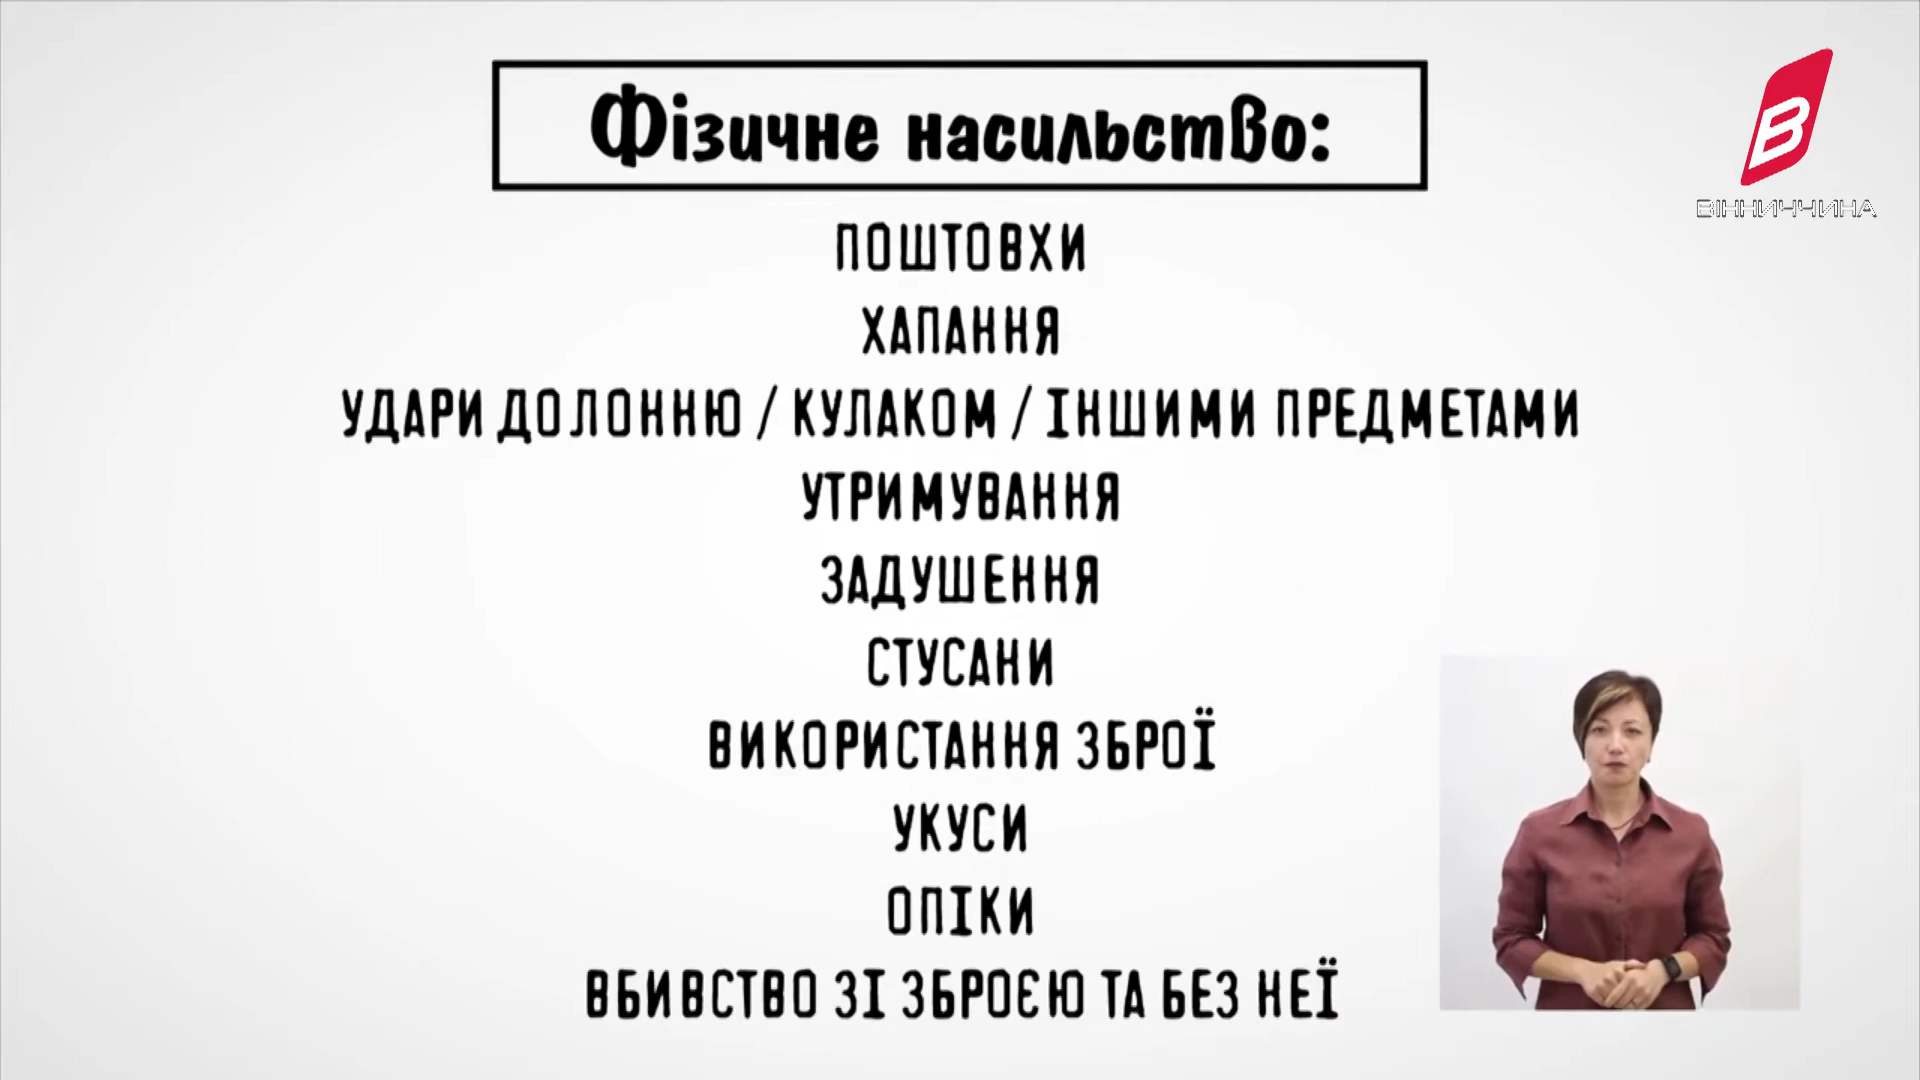 Фізичне насильство:
ВІННИЧЧИНА
ПОШТОВХИ
ХАПАННЯ
УДАРИ ДОЛОННЮ / КУЛАКОМ / ІНШИМИ ПРЕДМЕТАМИ
УТРИМУВАННЯ
ЗАДУШЕННЯ
СТУСАНИ
ВИКОРИСТАННЯ ЗБРОЇ
УКУСИ
ОПІКИ
ВБИВСТВО ЗІ ЗБРОЄЮ ТА БЕЗ НЕЇ